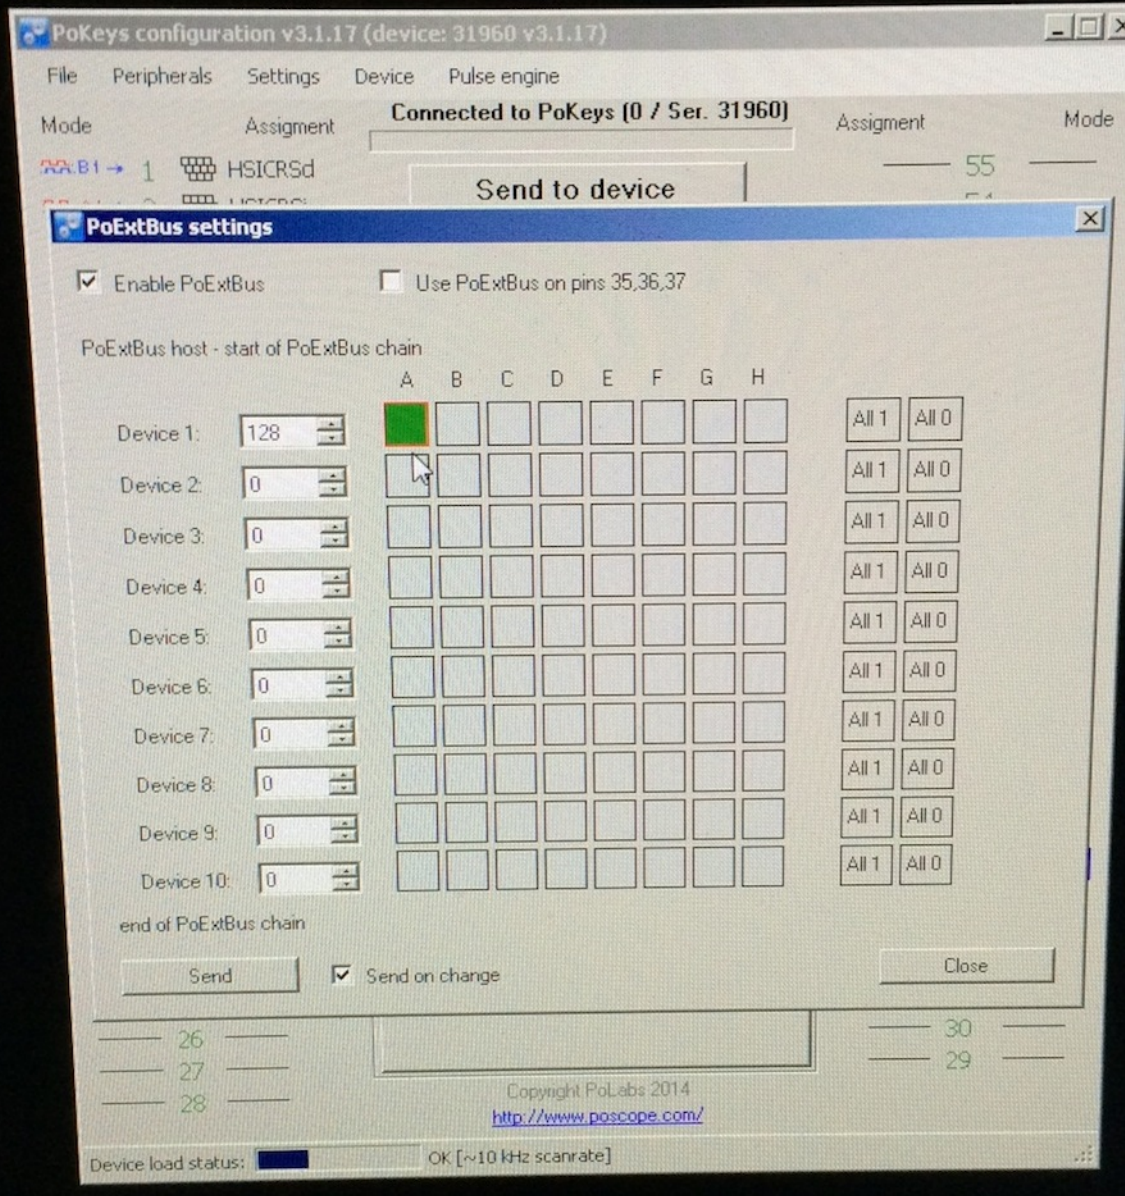 PoKeys configuration v3.1.17 (device: 31960 v3.1.17)
File Peripherals Settings Device Pulse engine
Connected to PoKeys (0 / Ser. 31960)
Mode Assigment Assigment Mode
B1 → 1 HSICRSd 55
Send to device
PoExtBus settings
Enable PoExtBus Use PoExtBus on pins 35,36,37
PoExtBus host - start of PoExtBus chain
A B C D E F G H
Device 1: 128 All 1 All 0
Device 2: 0 All 1 All 0
Device 3: 0 All 1 All 0
Device 4: 0 All 1 All 0
Device 5: 0 All 1 All 0
Device 6: 0 All 1 All 0
Device 7: 0 All 1 All 0
Device 8: 0 All 1 All 0
Device 9: 0 All 1 All 0
Device 10: 0 All 1 All 0
end of PoExtBus chain
Send Send on change Close
26 30
27 29
28
Copyright PoLabs 2014
http://www.poscope.com/
Device load status: OK [~10 kHz scanrate]